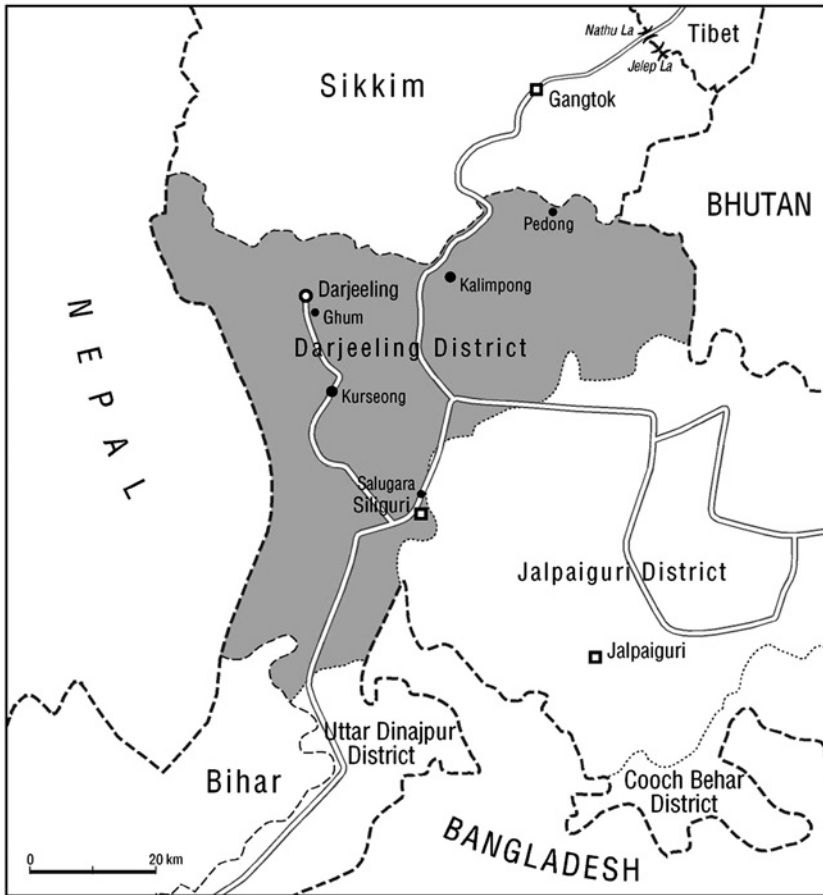 Nathu La
Tibet
Jelep La
Sikkim
Gangtok
BHUTAN
Pedong
Kalimpong
Darjeeling
Ghum
Darjeeling District
NEPAL
Kurseong
Salugara
Siliguri
Jalpaiguri District
Jalpaiguri
Uttar Dinajpur
District
Bihar
Cooch Behar
District
BANGLADESH
0 20 km